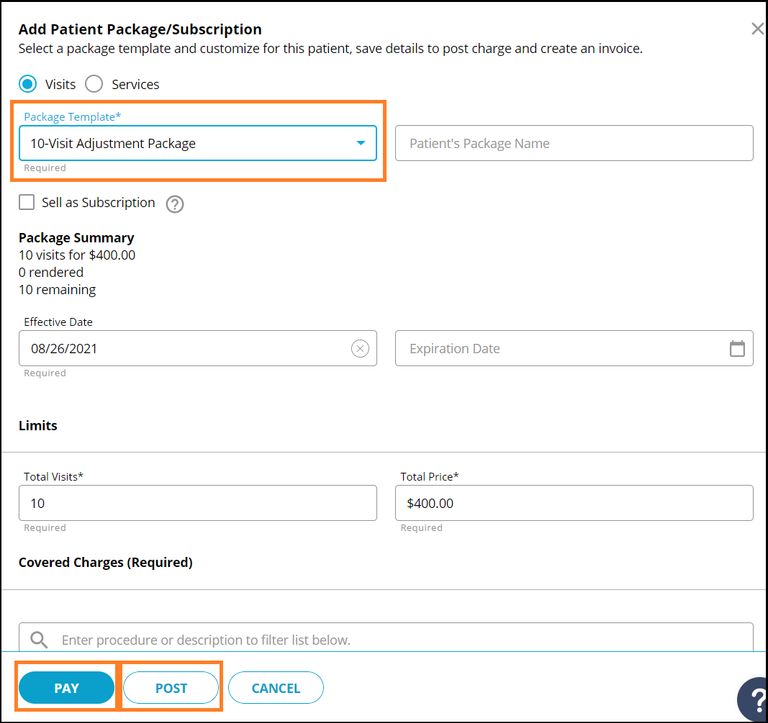 Add Patient Package/Subscription
Select a package template and customize for this patient, save details to post charge and create an invoice.
Visits Services
Package Template*
10-Visit Adjustment Package
Patient's Package Name
Required
Sell as Subscription ?
Package Summary
10 visits for $400.00
0 rendered
10 remaining
Effective Date
08/26/2021
Expiration Date
Required
Limits
Total Visits* Total Price*
10 $400.00
Required Required
Covered Charges (Required)
Enter procedure or description to filter list below.
PAY POST CANCEL
?